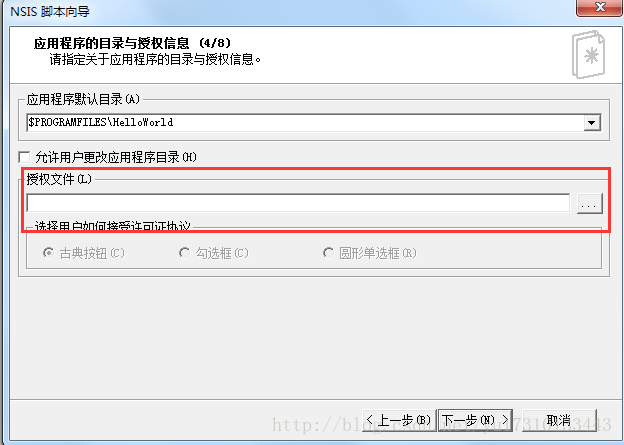 NSIS 脚本向导
应用程序的目录与授权信息 (4/8)
请指定关于应用程序的目录与授权信息。
应用程序默认目录(A)
$PROGRAMFILES\HelloWorld
允许用户更改应用程序目录(H)
授权文件(L)
...
选择用户如何接受许可证协议
古典按钮(C) 勾选框(C) 圆形单选框(R)
< 上一步(B) 下一步(N) > 取消